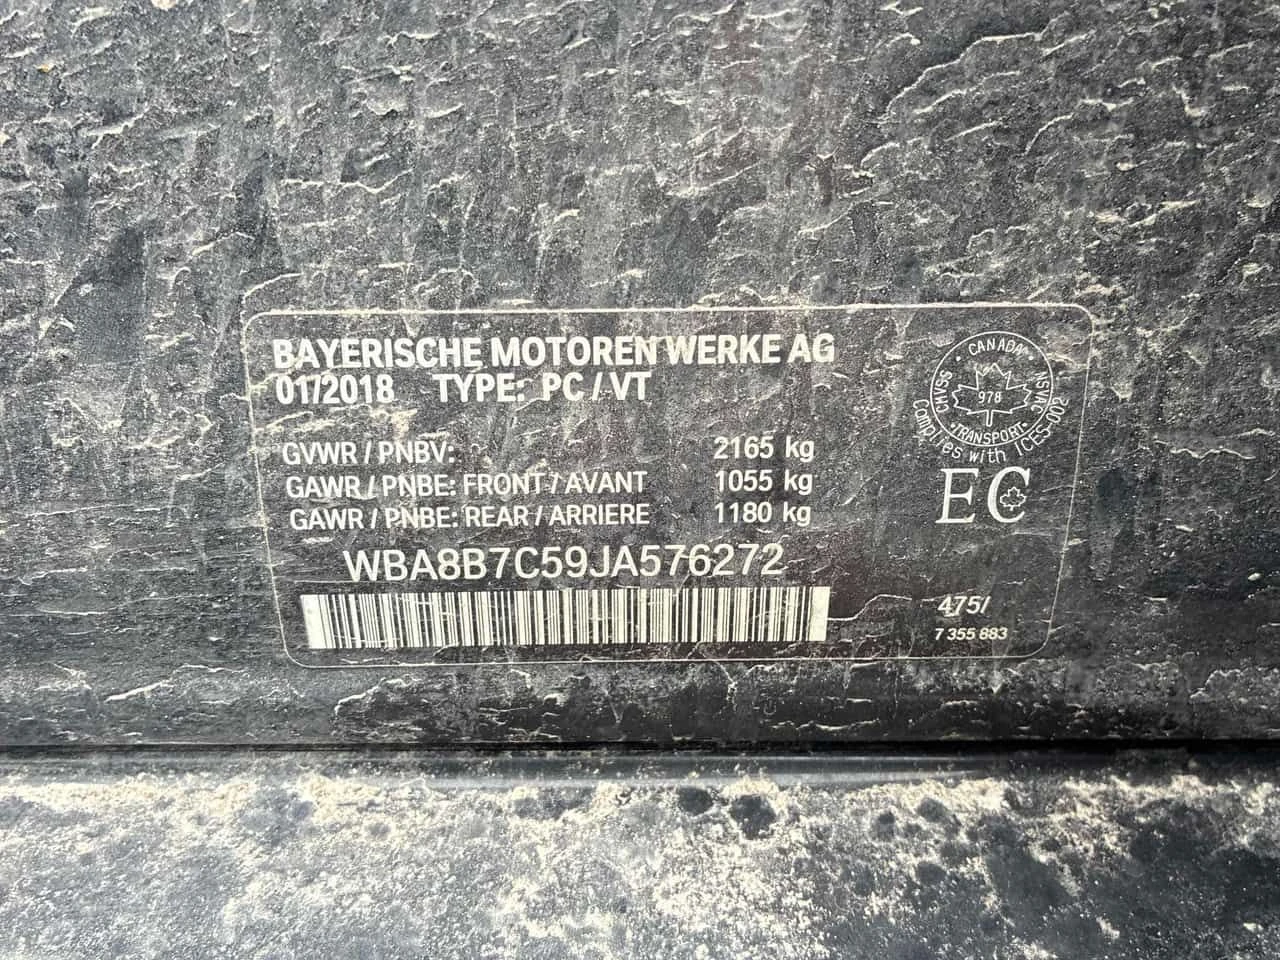 BAYERISCHE MOTOREN WERKE AG
01/2018 TYPE: PC / VT
GVWR / PNBV: 2165 kg
GAWR / PNBE: FRONT / AVANT 1055 kg
GAWR / PNBE: REAR / ARRIERE 1180 kg
WBA8B7C59JA576272
CANADA
CMVSS
NSVAC
978
TRANSPORT
Complies with ICES-002
EC
475/
7 355 883